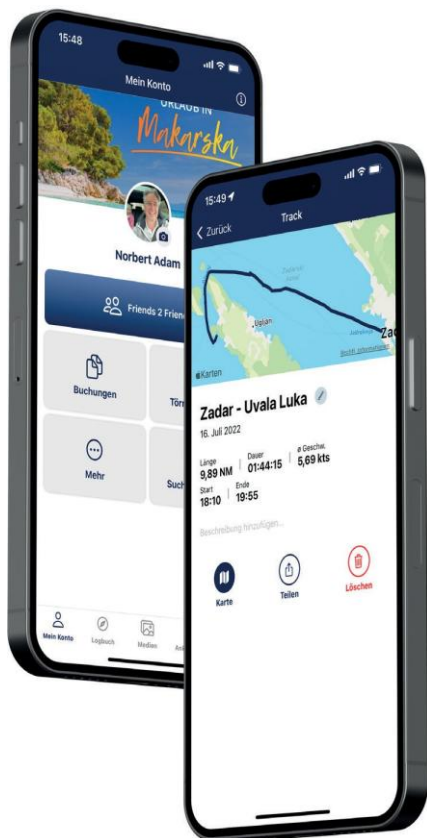 15:48
Mein Konto
URLAUB IN
Makarska
Norbert Adam
Friends 2 Frien
Buchungen
Törn
Mehr
Such
Mein Konto
Logbuch
Medien
15:49
Zurück
Track
Ugljan
Zad
Karten
Zadar - Uvala Luka
16. Juli 2022
Länge
9,89 NM
Dauer
01:44:15
ø Geschw.
5,69 kts
Start
18:10
Ende
19:55
Beschreibung hinzufügen...
Karte
Teilen
Löschen